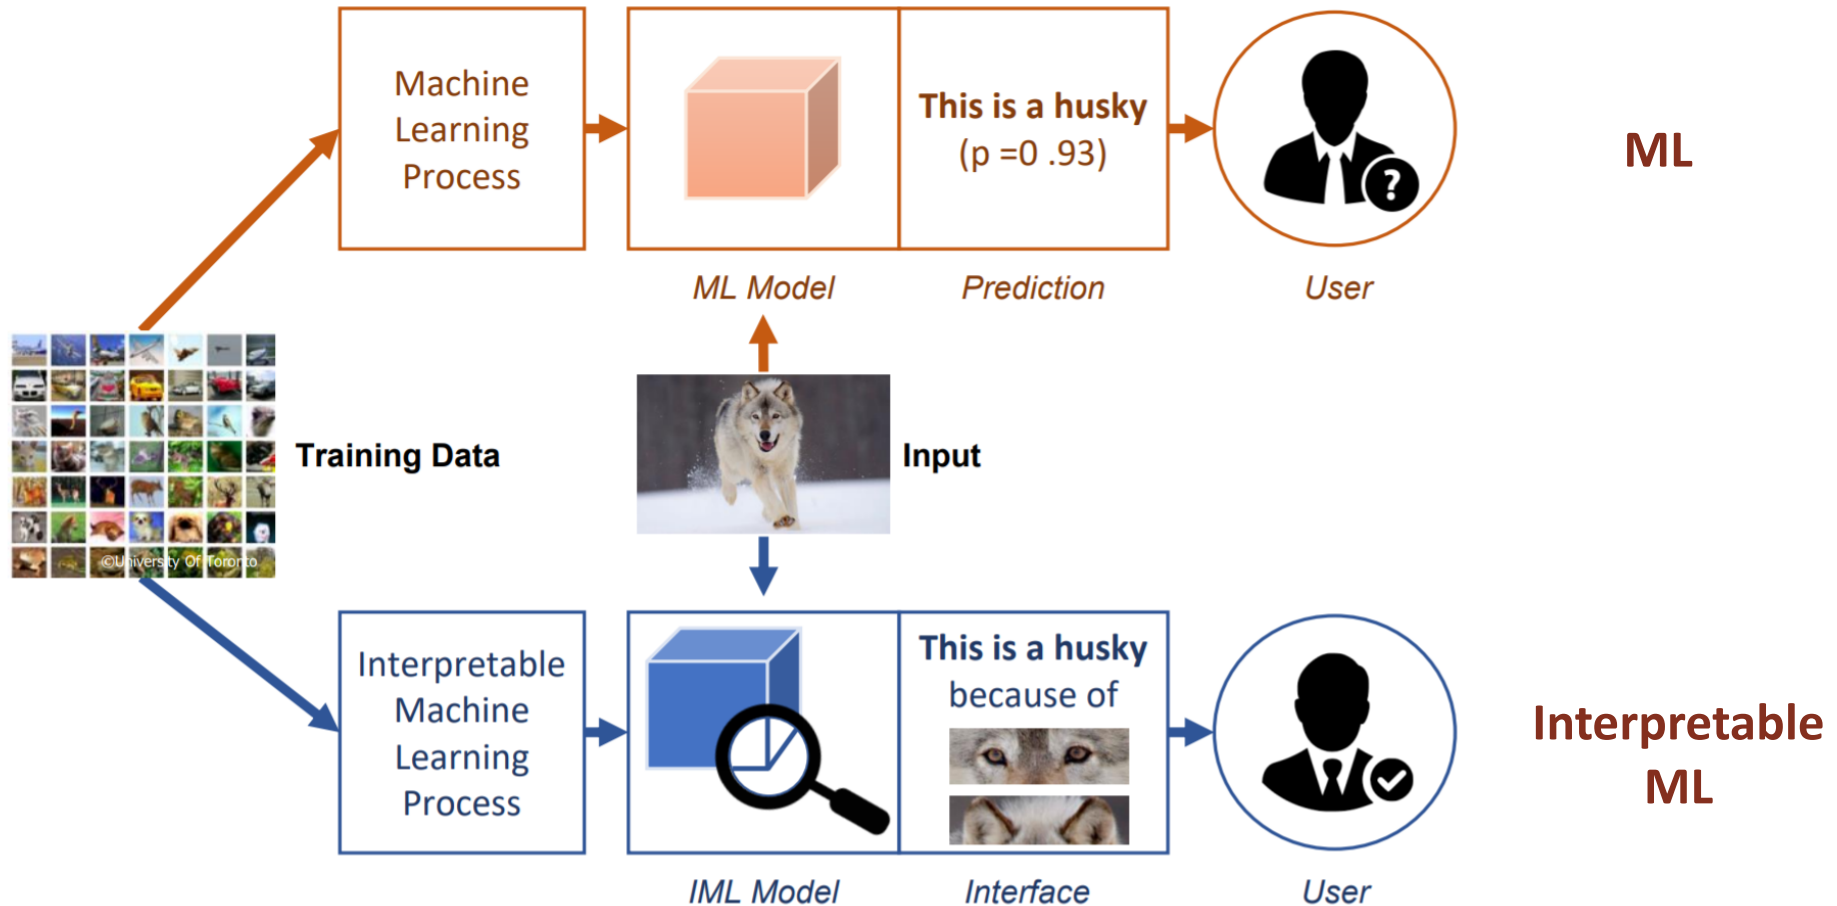 Machine
Learning
Process
This is a husky
(p =0 .93)
?
ML
ML Model
Prediction
User
Training Data
Input
©University Of Toronto
Interpretable
Machine
Learning
Process
This is a husky
because of
Interpretable
ML
IML Model
Interface
User